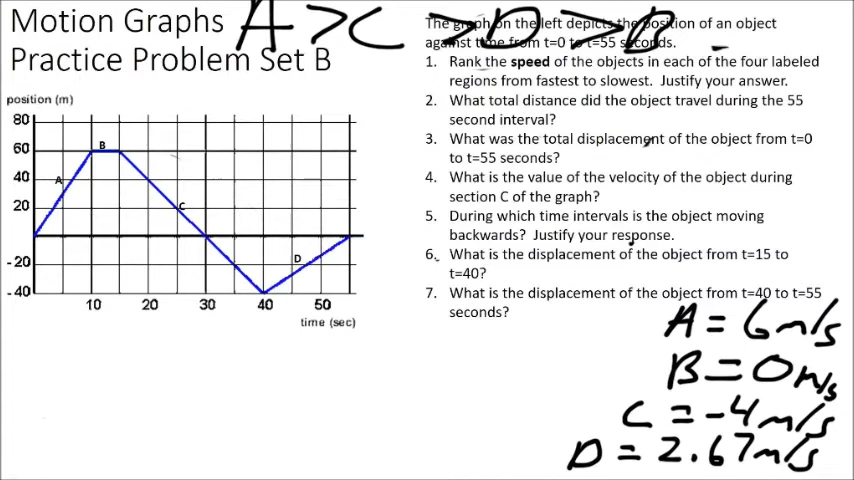 Motion Graphs
Practice Problem Set B
A > C > D > B
The graph on the left depicts the position of an object
against time from t=0 to t=55 seconds.
1. Rank the speed of the objects in each of the four labeled
regions from fastest to slowest. Justify your answer.
2. What total distance did the object travel during the 55
second interval?
3. What was the total displacement of the object from t=0
to t=55 seconds?
4. What is the value of the velocity of the object during
section C of the graph?
5. During which time intervals is the object moving
backwards? Justify your response.
6. What is the displacement of the object from t=15 to
t=40?
7. What is the displacement of the object from t=40 to t=55
seconds?
position (m)
80
60
40
20
-20
-40
A
B
C
D
10 20 30 40 50
time (sec)
A = 6m/s
B = 0m/s
C = -4m/s
D = 2.67m/s